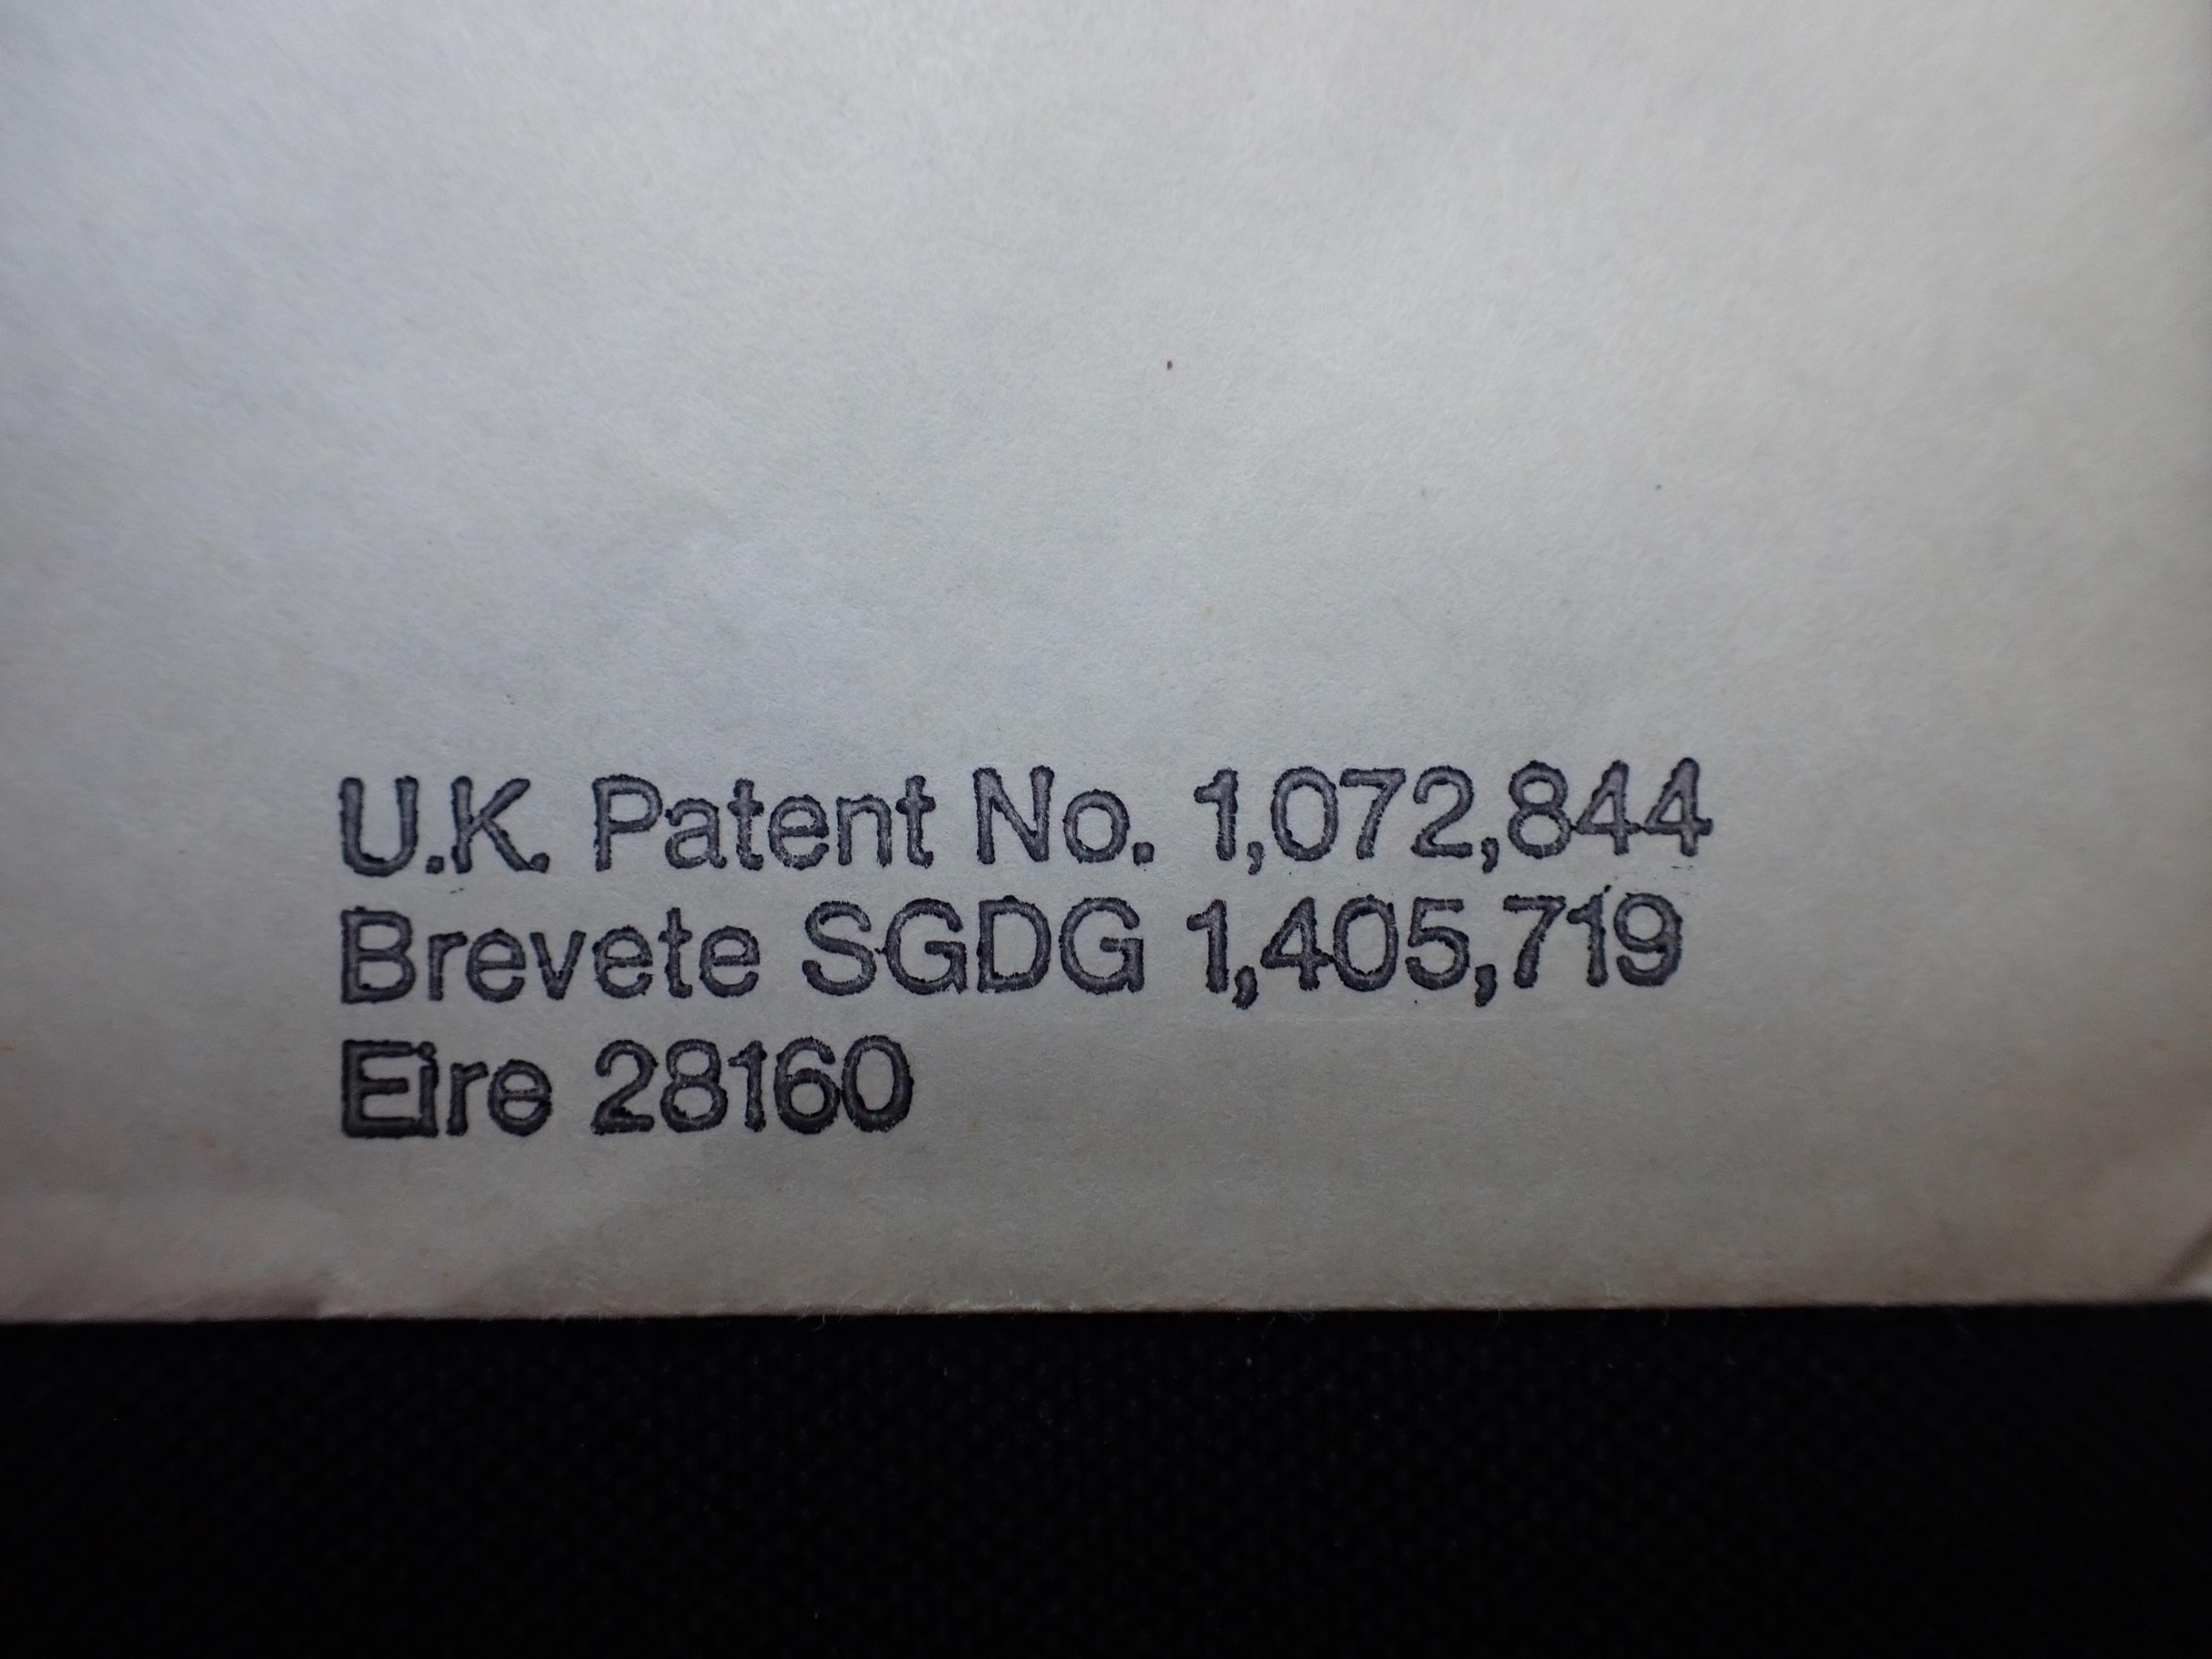 U.K. Patent No. 1,072,844
Brevete SGDG 1,405,719
Eire 28160